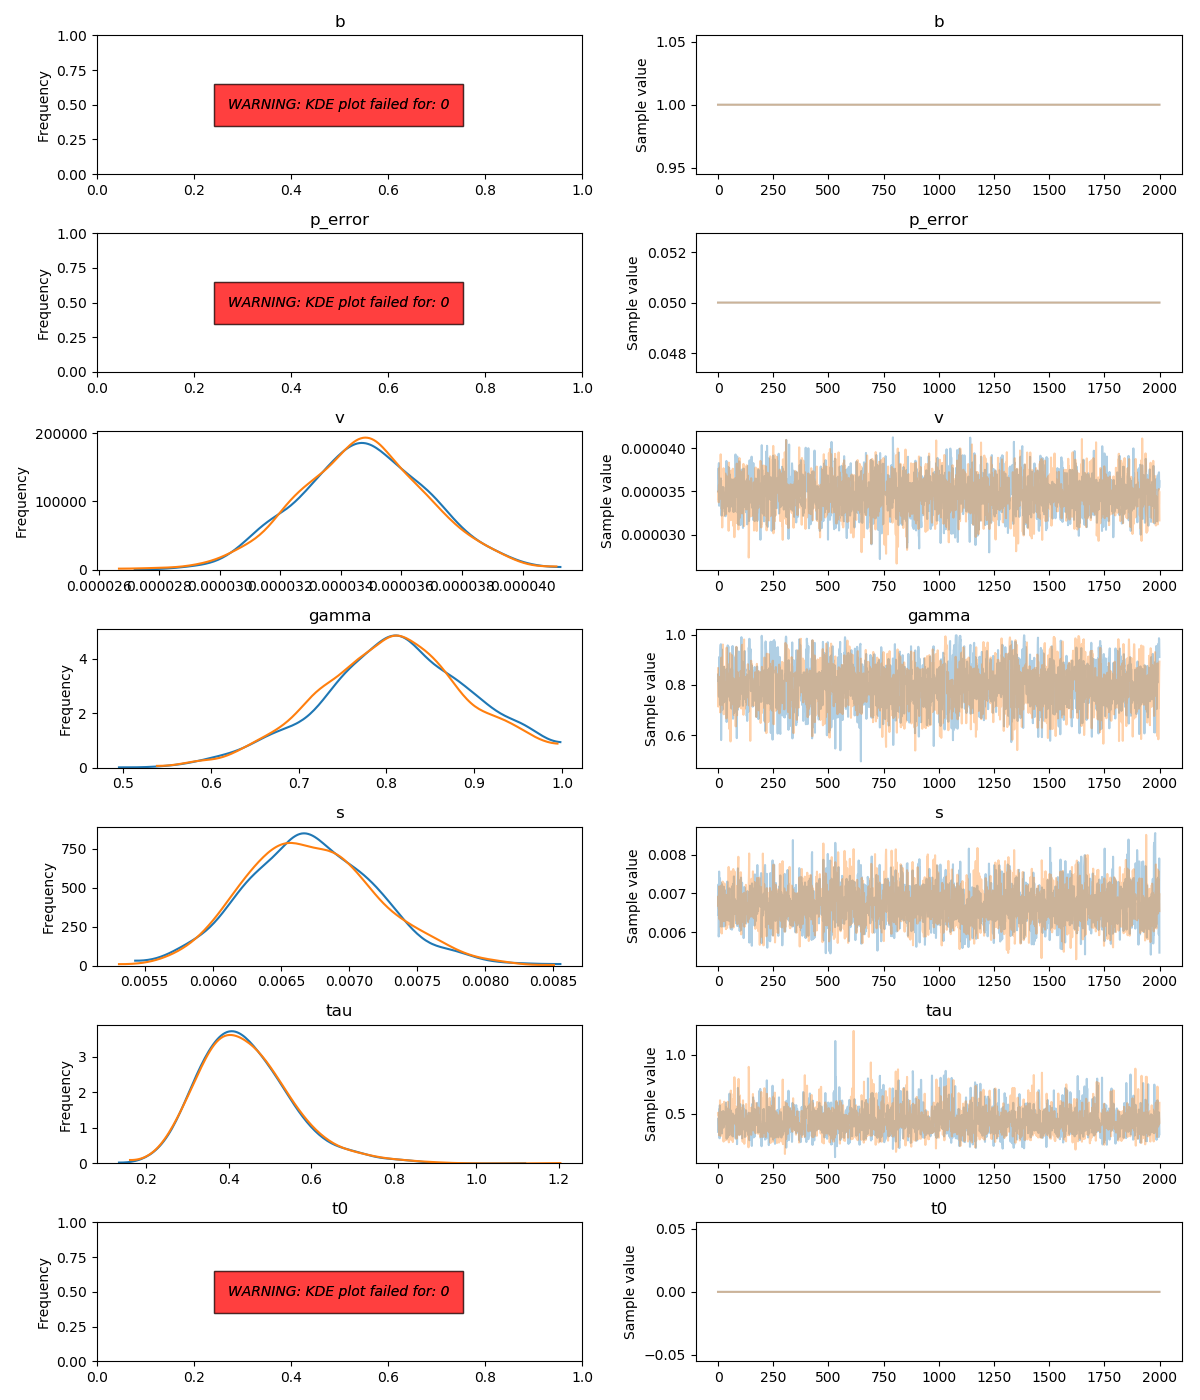 b
b
1.00
0.75
0.50
0.25
0.00
Frequency
WARNING: KDE plot failed for: 0
0.0 0.2 0.4 0.6 0.8 1.0
1.05
1.00
0.95
Sample value
0 250 500 750 1000 1250 1500 1750 2000
p_error
p_error
1.00
0.75
0.50
0.25
0.00
Frequency
WARNING: KDE plot failed for: 0
0.0 0.2 0.4 0.6 0.8 1.0
0.052
0.050
0.048
Sample value
0 250 500 750 1000 1250 1500 1750 2000
v
v
200000
100000
0
Frequency
0.000026 0.000028 0.000030 0.000032 0.000034 0.000036 0.000038 0.000040
0.000040
0.000035
0.000030
Sample value
0 250 500 750 1000 1250 1500 1750 2000
gamma
gamma
4
2
0
Frequency
0.5 0.6 0.7 0.8 0.9 1.0
1.0
0.8
0.6
Sample value
0 250 500 750 1000 1250 1500 1750 2000
s
s
750
500
250
0
Frequency
0.0055 0.0060 0.0065 0.0070 0.0075 0.0080 0.0085
0.008
0.007
0.006
Sample value
0 250 500 750 1000 1250 1500 1750 2000
tau
tau
3
2
1
0
Frequency
0.2 0.4 0.6 0.8 1.0 1.2
1.0
0.5
Sample value
0 250 500 750 1000 1250 1500 1750 2000
t0
t0
1.00
0.75
0.50
0.25
0.00
Frequency
WARNING: KDE plot failed for: 0
0.0 0.2 0.4 0.6 0.8 1.0
0.05
0.00
−0.05
Sample value
0 250 500 750 1000 1250 1500 1750 2000